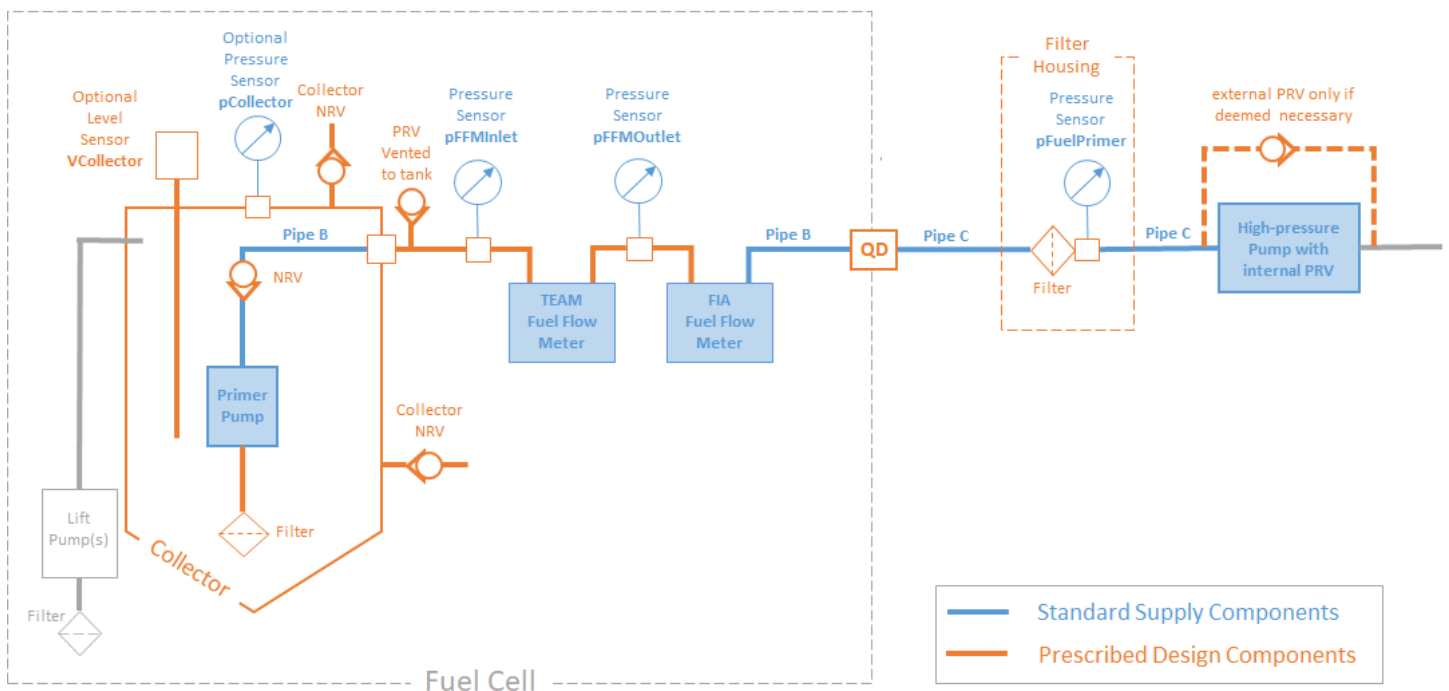 Optional
Pressure
Sensor
pCollector
Optional
Level
Sensor
VCollector
Collector
NRV
PRV
Vented
to tank
Pressure
Sensor
pFFMInlet
Pressure
Sensor
pFFMOutlet
Filter
Housing
Pressure
Sensor
pFuelPrimer
external PRV only if
deemed necessary
Pipe B
NRV
Pipe B
QD
Pipe C
Filter
Pipe C
High-pressure
Pump with
internal PRV
TEAM
Fuel Flow
Meter
FIA
Fuel Flow
Meter
Primer
Pump
Collector
NRV
Lift
Pump(s)
Filter
Collector
Filter
Fuel Cell
Standard Supply Components
Prescribed Design Components